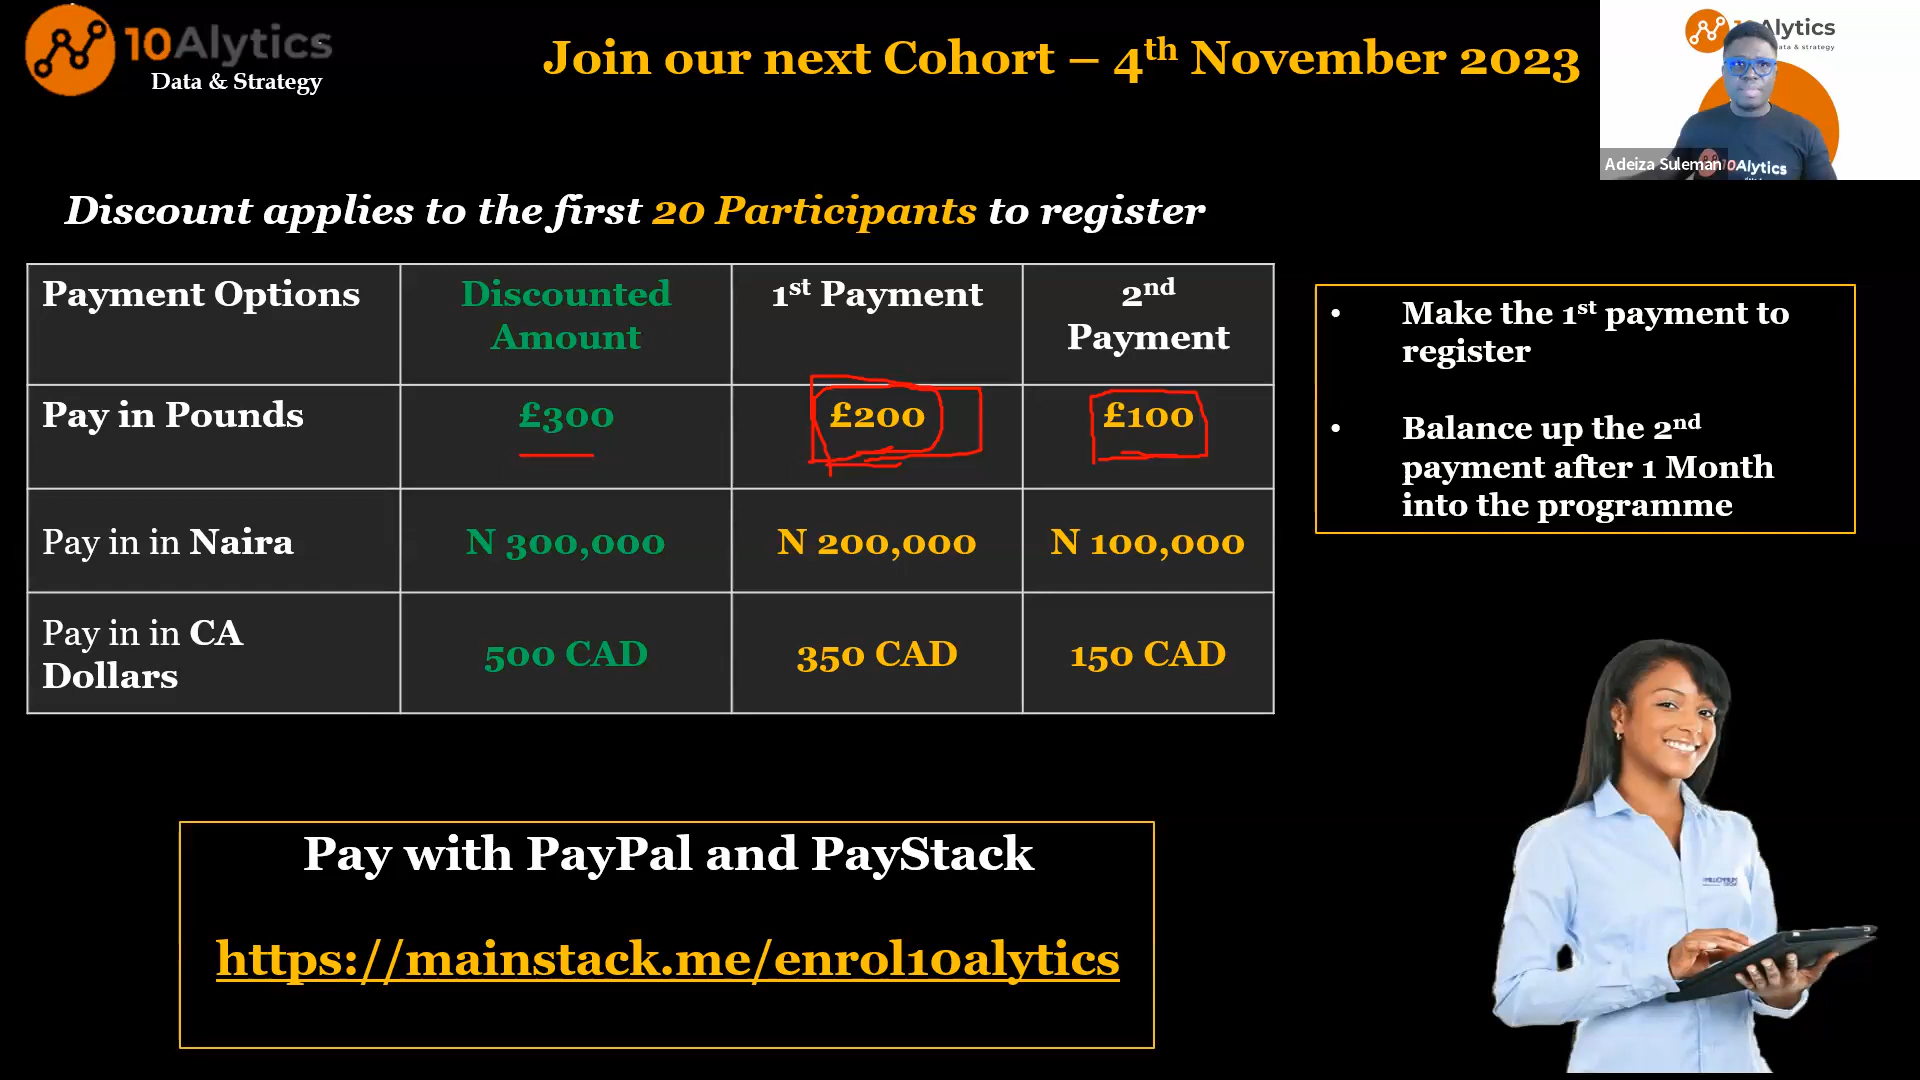 10Alytics
Data & Strategy
Join our next Cohort – 4th November 2023
Alytics
data & strategy
Adeiza Suleman
10Alytics
Discount applies to the first 20 Participants to register
Payment Options
Discounted
Amount
1st Payment
2nd
Payment
Pay in Pounds
£300
£200
£100
Pay in in Naira
N 300,000
N 200,000
N 100,000
Pay in in CA
Dollars
500 CAD
350 CAD
150 CAD
• Make the 1st payment to
register
• Balance up the 2nd
payment after 1 Month
into the programme
Pay with PayPal and PayStack
https://mainstack.me/enrol10alytics